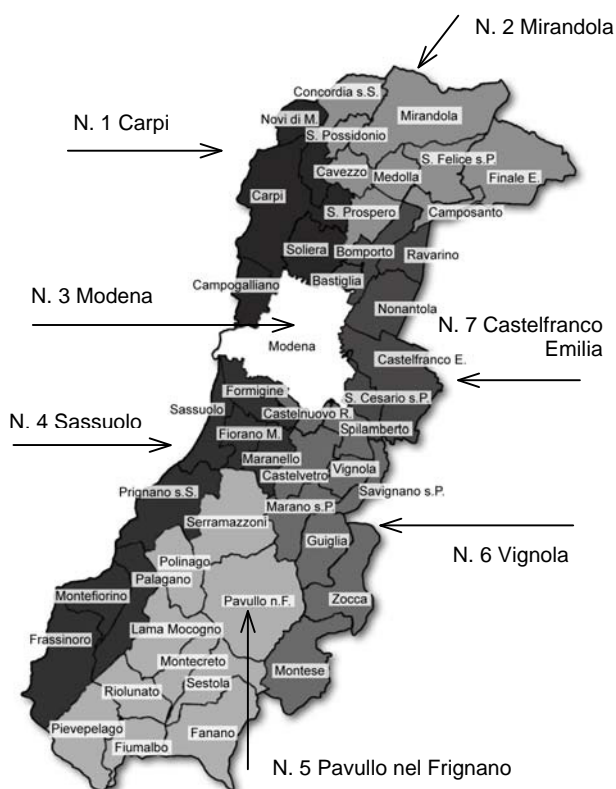 N. 2 Mirandola
Concordia s.S.
Mirandola
Novi di M.
N. 1 Carpi
S. Possidonio
S. Felice s.P.
Cavezzo
Medolla
Finale E.
Carpi
S. Prospero
Camposanto
Soliera
Bomporto
Ravarino
Campogalliano
Bastiglia
N. 3 Modena
Nonantola
N. 7 Castelfranco
Emilia
Modena
Castelfranco E.
Formigine
S. Cesario s.P.
Sassuolo
Castelnuovo R.
N. 4 Sassuolo
Fiorano M.
Spilamberto
Maranello
Vignola
Castelvetro
Prignano s.S.
Savignano s.P.
Marano s.P.
Serramazzoni
Guiglia
N. 6 Vignola
Polinago
Palagano
Montefiorino
Pavullo n.F.
Zocca
Lama Mocogno
Frassinoro
Montecreto
Montese
Sestola
Riolunato
Pievepelago
Fanano
Fiumalbo
N. 5 Pavullo nel Frignano